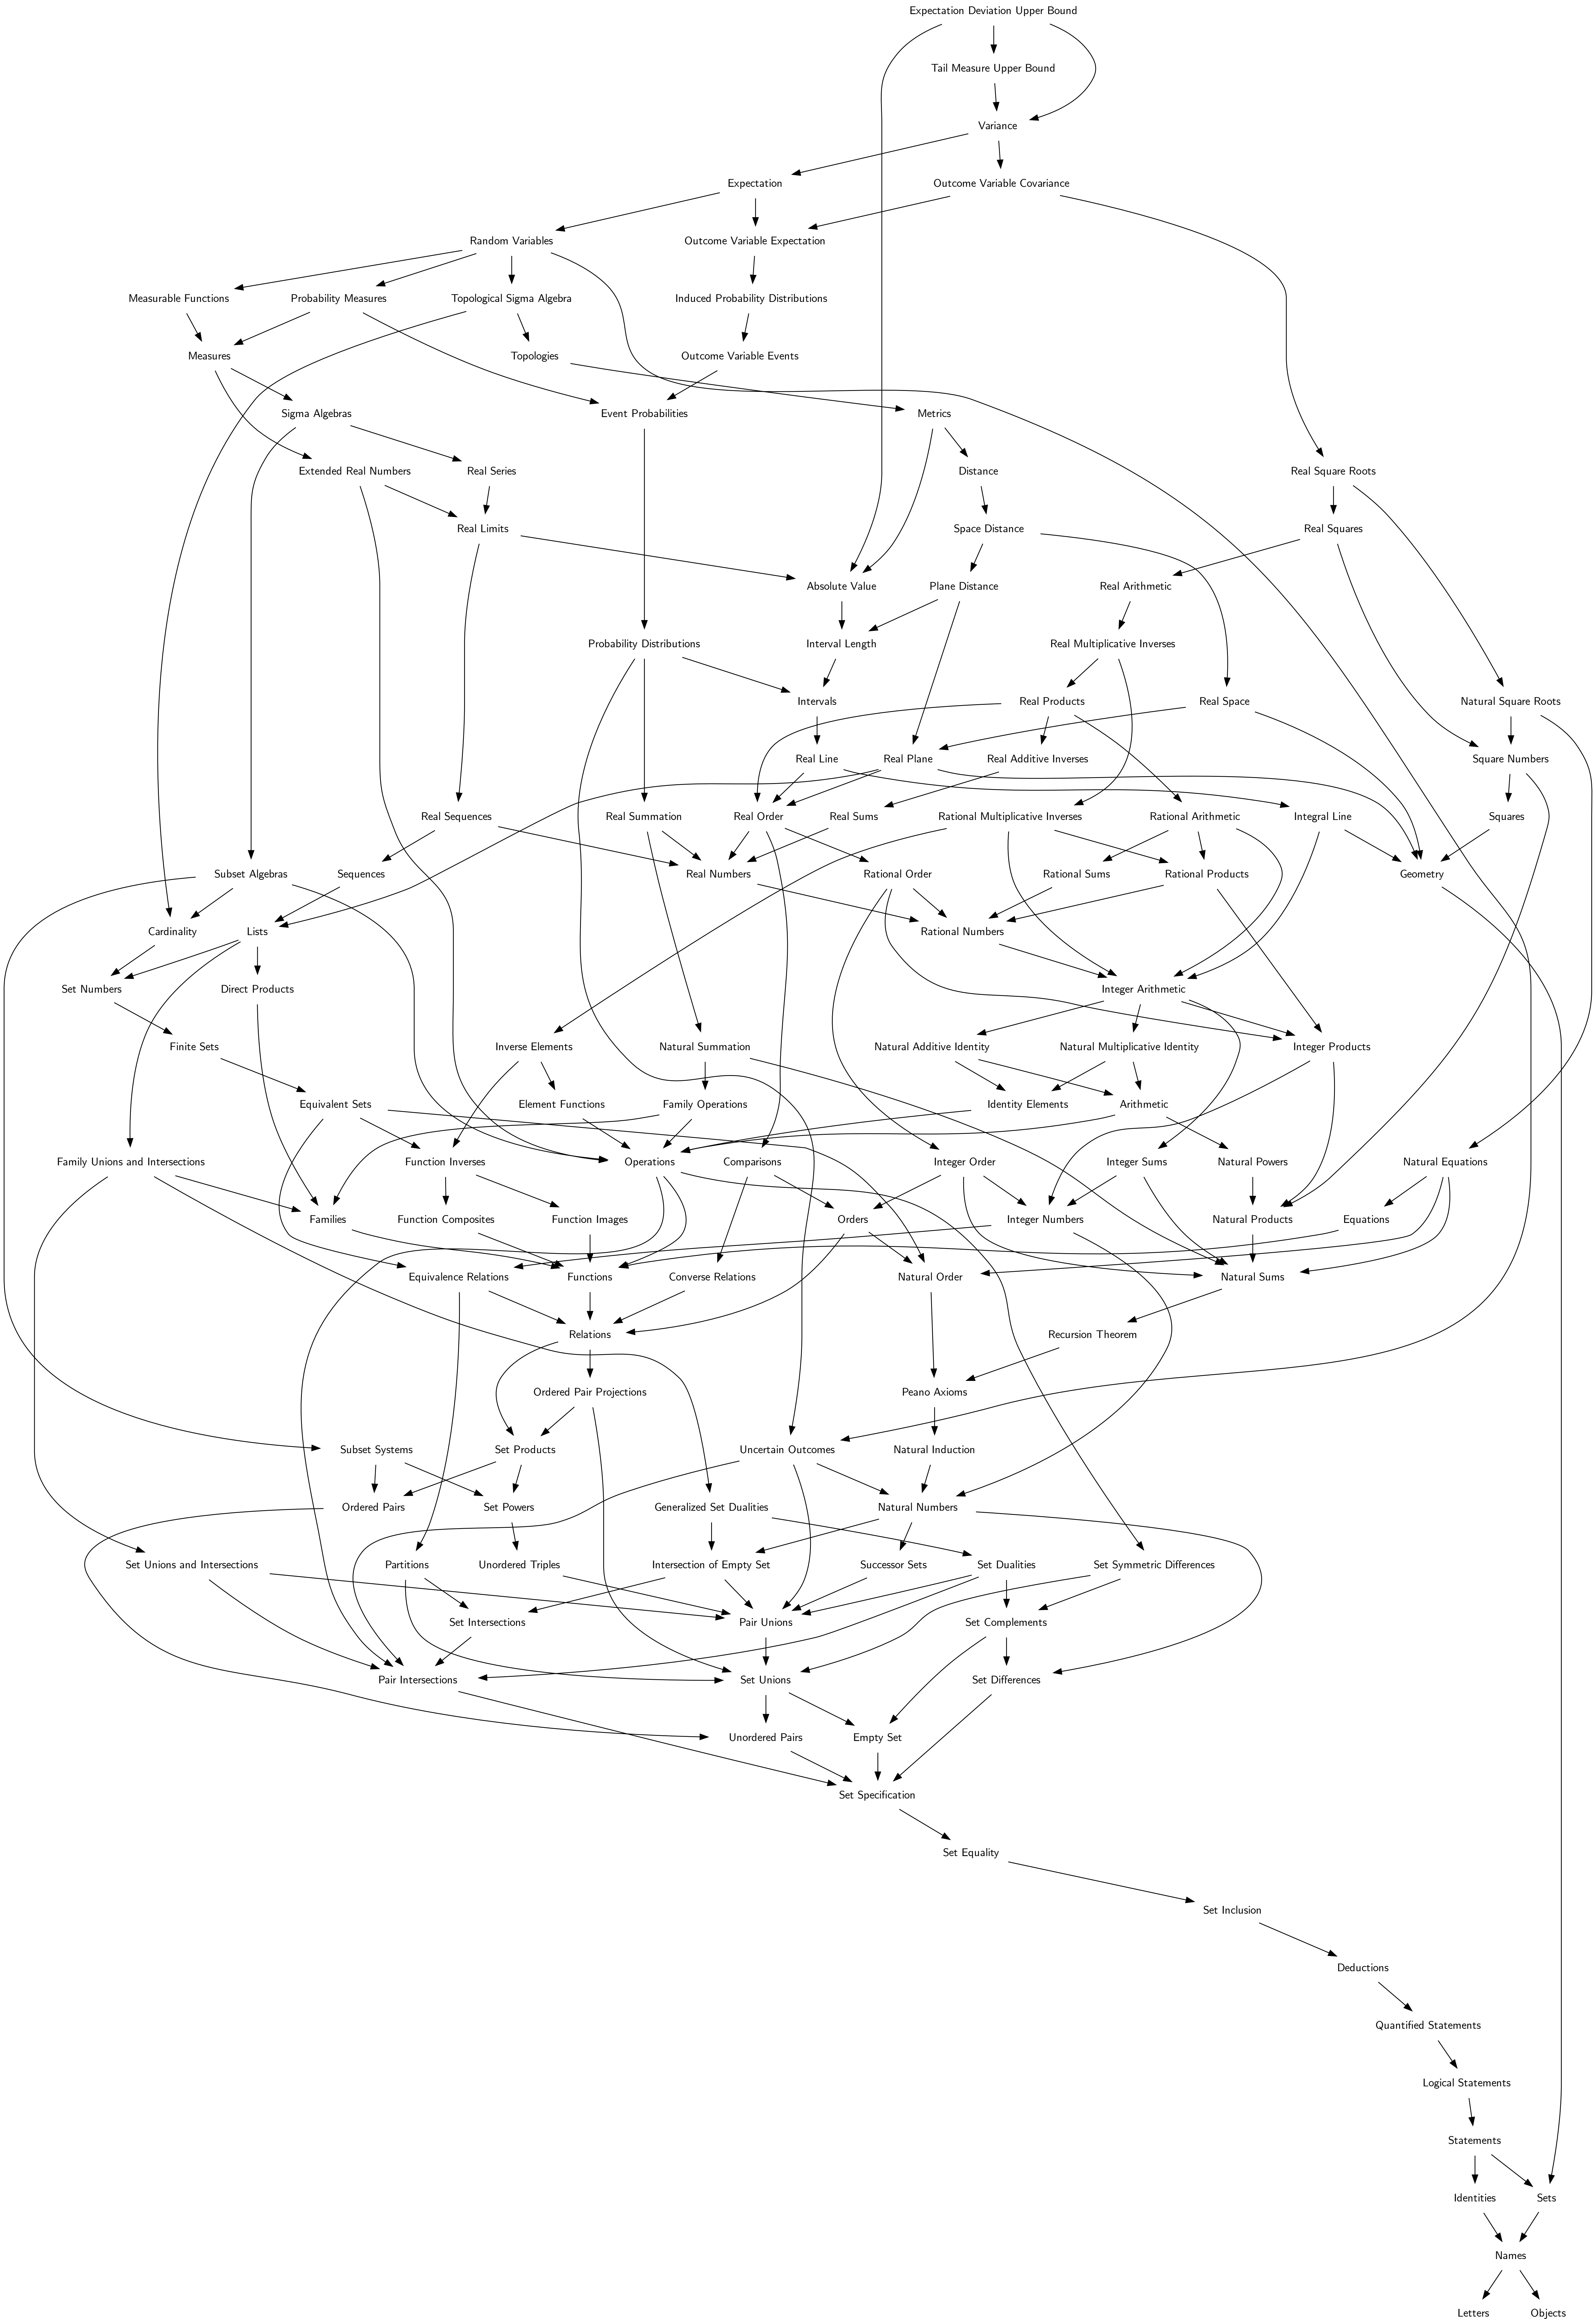 Expectation Deviation Upper Bound
Tail Measure Upper Bound
Variance
Expectation
Outcome Variable Covariance
Random Variables
Outcome Variable Expectation
Measurable Functions
Probability Measures
Topological Sigma Algebra
Induced Probability Distributions
Measures
Topologies
Outcome Variable Events
Sigma Algebras
Event Probabilities
Metrics
Extended Real Numbers
Real Series
Distance
Real Square Roots
Real Limits
Space Distance
Real Squares
Absolute Value
Plane Distance
Real Arithmetic
Probability Distributions
Interval Length
Real Multiplicative Inverses
Intervals
Real Products
Real Space
Natural Square Roots
Real Line
Real Plane
Real Additive Inverses
Square Numbers
Real Sequences
Real Summation
Real Order
Real Sums
Rational Multiplicative Inverses
Rational Arithmetic
Integral Line
Squares
Subset Algebras
Sequences
Real Numbers
Rational Order
Rational Sums
Rational Products
Geometry
Cardinality
Lists
Rational Numbers
Set Numbers
Direct Products
Integer Arithmetic
Finite Sets
Inverse Elements
Natural Summation
Natural Additive Identity
Natural Multiplicative Identity
Integer Products
Equivalent Sets
Element Functions
Family Operations
Identity Elements
Arithmetic
Family Unions and Intersections
Function Inverses
Operations
Comparisons
Integer Order
Integer Sums
Natural Powers
Natural Equations
Families
Function Composites
Function Images
Orders
Integer Numbers
Natural Products
Equations
Equivalence Relations
Functions
Converse Relations
Natural Order
Natural Sums
Relations
Recursion Theorem
Ordered Pair Projections
Peano Axioms
Subset Systems
Set Products
Uncertain Outcomes
Natural Induction
Ordered Pairs
Set Powers
Generalized Set Dualities
Natural Numbers
Set Unions and Intersections
Partitions
Unordered Triples
Intersection of Empty Set
Successor Sets
Set Dualities
Set Symmetric Differences
Set Intersections
Pair Unions
Set Complements
Pair Intersections
Set Unions
Set Differences
Unordered Pairs
Empty Set
Set Specification
Set Equality
Set Inclusion
Deductions
Quantified Statements
Logical Statements
Statements
Identities
Sets
Names
Letters
Objects